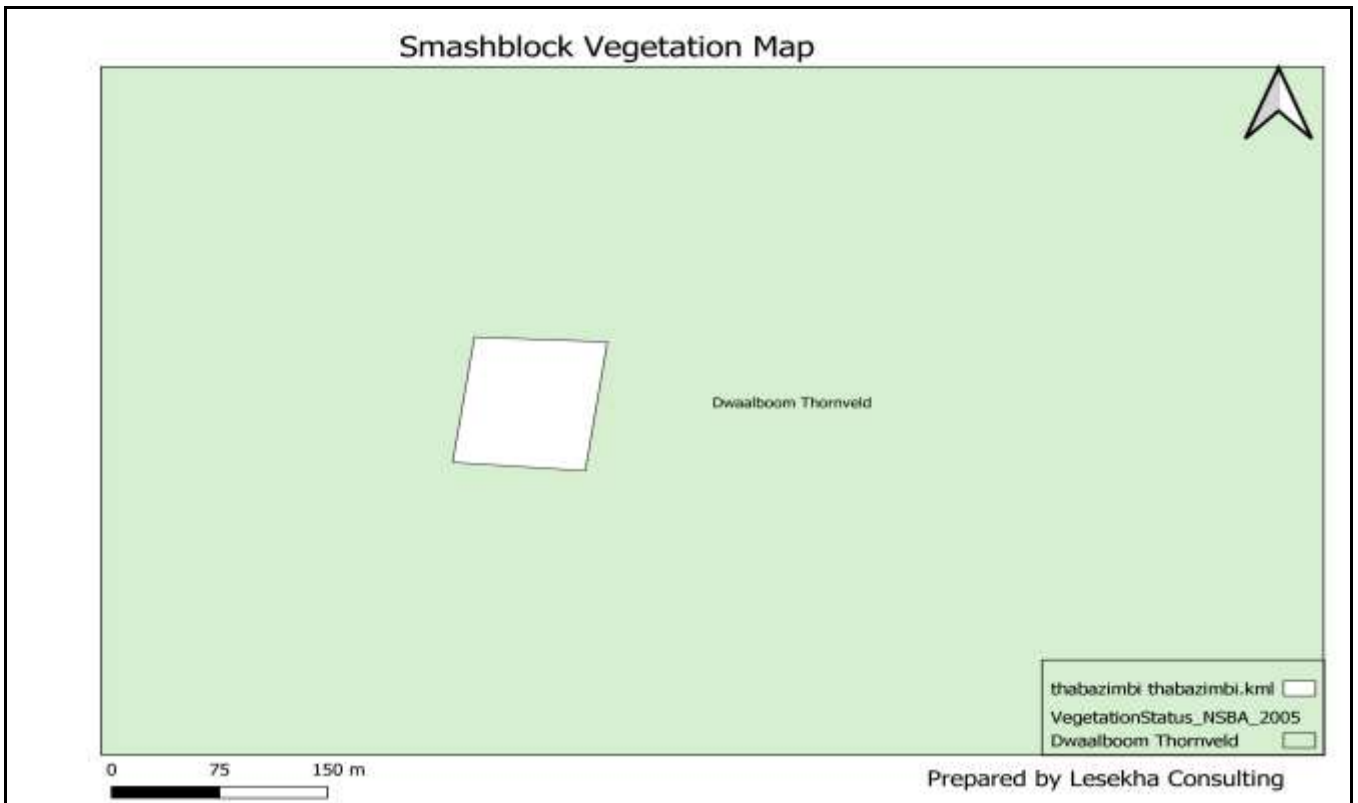 Smashblock Vegetation Map
Dwaalboom Thornveld
thabazimbi thabazimbi.kml
VegetationStatus_NSBA_2005
Dwaalboom Thornveld
0 75 150 m
Prepared by Lesekha Consulting